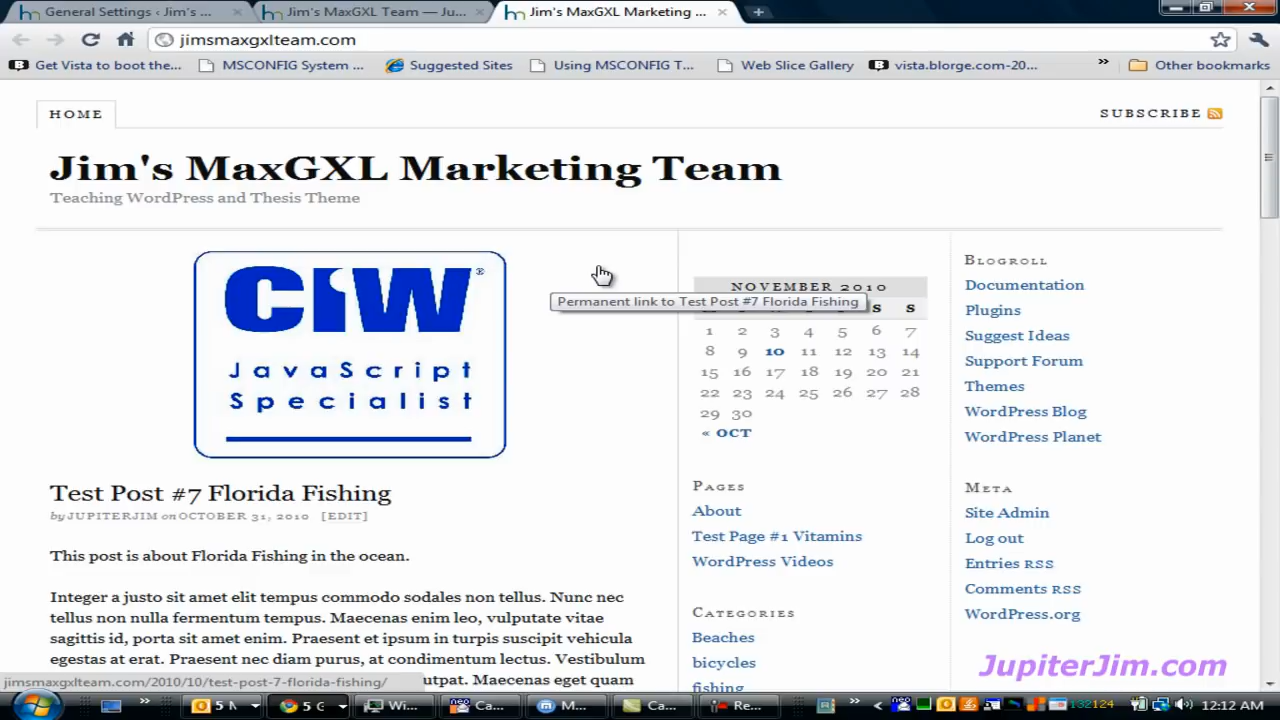 General Settings ‹ Jim's ...
Jim's MaxGXL Team — Ju...
Jim's MaxGXL Marketing ...
jimsmaxgxlteam.com
Get Vista to boot the...
MSCONFIG System ...
Suggested Sites
Using MSCONFIG T...
Web Slice Gallery
vista.blorge.com-20...
»
Other bookmarks
HOME
SUBSCRIBE
Jim's MaxGXL Marketing Team
Teaching WordPress and Thesis Theme
CIW®
JavaScript
Specialist
Test Post #7 Florida Fishing
by JUPITERJIM on OCTOBER 31, 2010 [EDIT]
This post is about Florida Fishing in the ocean.
Integer a justo sit amet elit tempus commodo sodales non tellus. Nunc nec
tellus non nulla fermentum tempus. Maecenas enim leo, vulputate vitae
sagittis id, porta sit amet enim. Praesent et ipsum in turpis suscipit vehicula
egestas at erat. Praesent nec diam purus, at condimentum lectus. Vestibulum
utpat. Maecenas eget quam
NOVEMBER 2010
Permanent link to Test Post #7 Florida Fishing
S S
1 2 3 4 5 6 7
8 9 10 11 12 13 14
15 16 17 18 19 20 21
22 23 24 25 26 27 28
29 30
« OCT
PAGES
About
Test Page #1 Vitamins
WordPress Videos
CATEGORIES
Beaches
bicycles
fishing
BLOGROLL
Documentation
Plugins
Suggest Ideas
Support Forum
Themes
WordPress Blog
WordPress Planet
META
Site Admin
Log out
Entries RSS
Comments RSS
WordPress.org
JupiterJim.com
jimsmaxgxlteam.com/2010/10/test-post-7-florida-fishing/
»
Wi...
Ca...
M...
Ca...
Re...
»
132124
12:12 AM